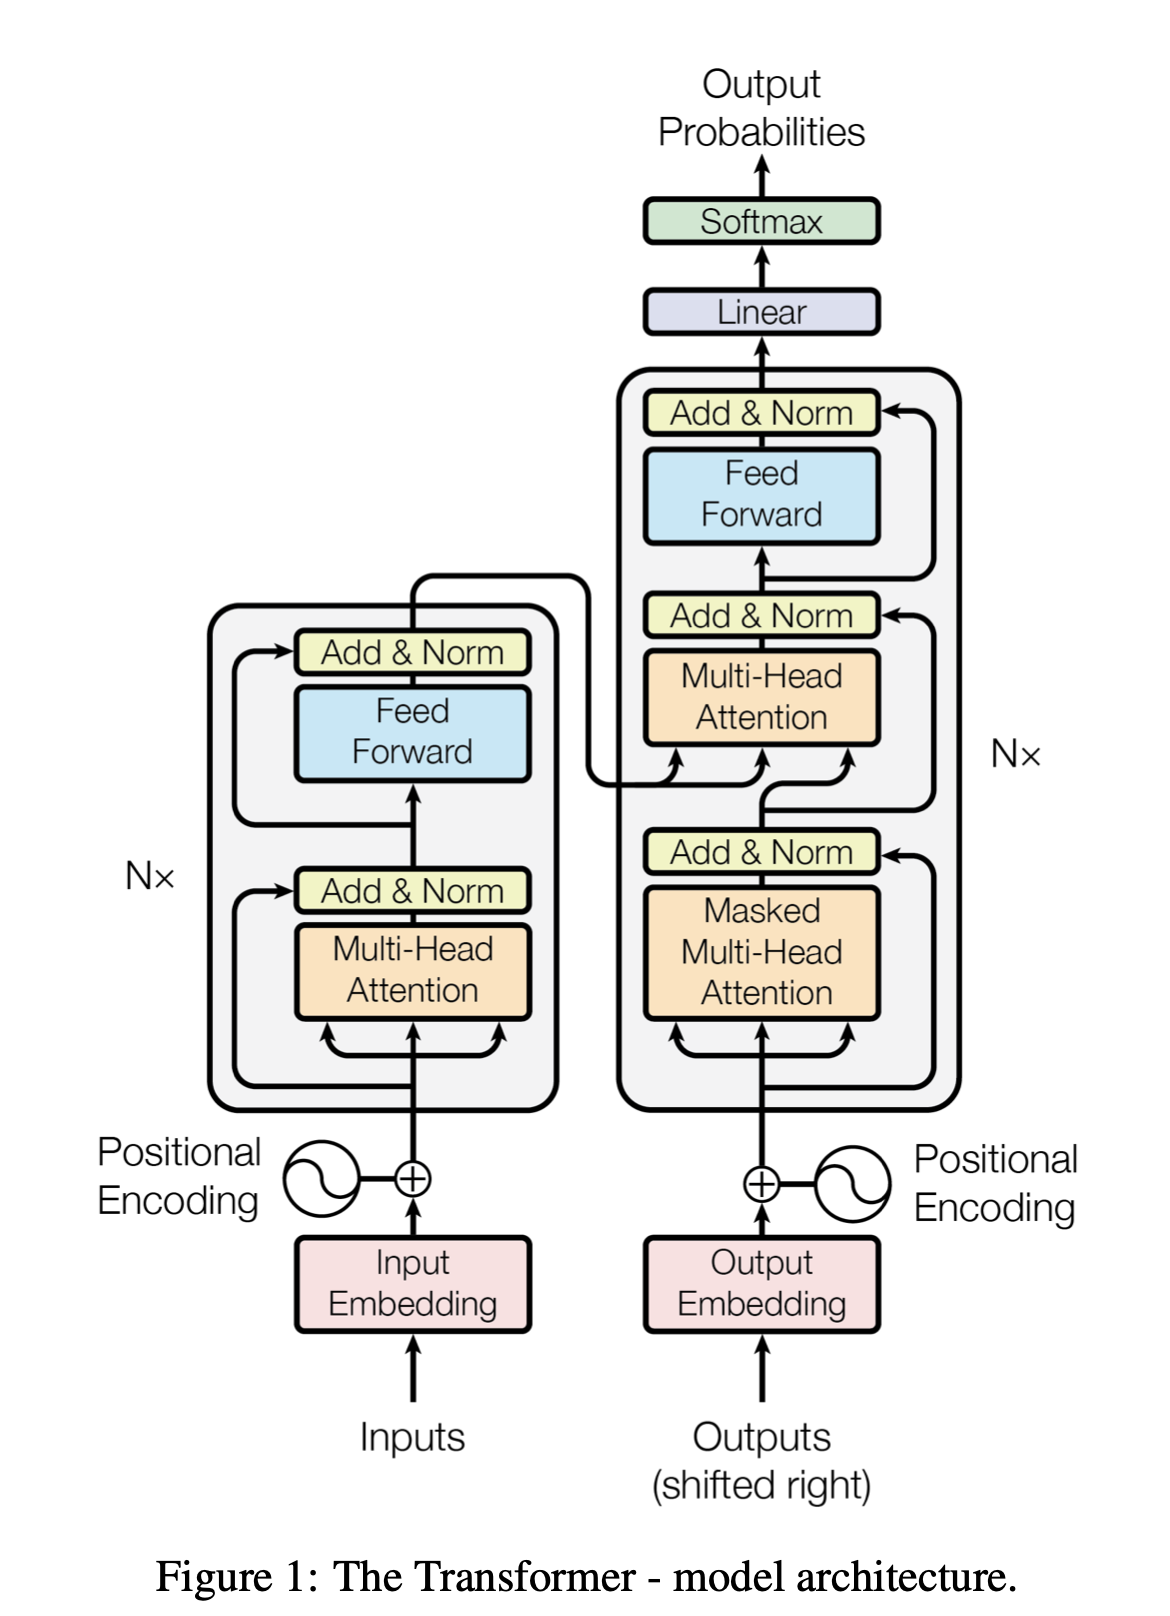 Output
Probabilities
Softmax
Linear
Add & Norm
Feed
Forward
Add & Norm
Multi-Head
Attention
Add & Norm
Masked
Multi-Head
Attention
N×
Add & Norm
Feed
Forward
Add & Norm
Multi-Head
Attention
N×
Positional
Encoding
Positional
Encoding
Input
Embedding
Output
Embedding
Inputs
Outputs
(shifted right)
Figure 1: The Transformer - model architecture.